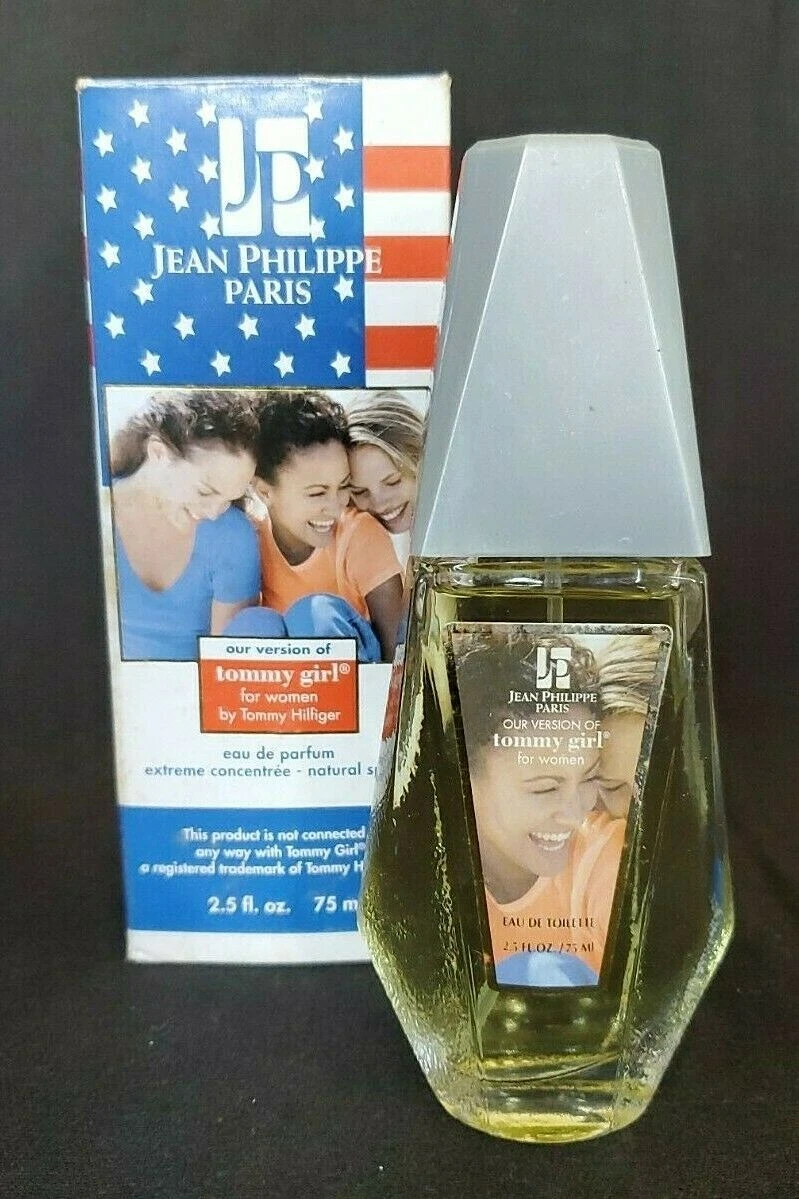 JP
JEAN PHILIPPE
PARIS
our version of
tommy girl®
for women
by Tommy Hilfiger
eau de parfum
extreme concentrée - natural
This product is not connected
any way with Tommy Girl®
a registered trademark of Tommy
2.5 fl. oz. 75
JP
JEAN PHILIPPE
PARIS
OUR VERSION OF
tommy girl®
for women
EAU DE TOILETTE
2.5 FL OZ. / 75 Ml